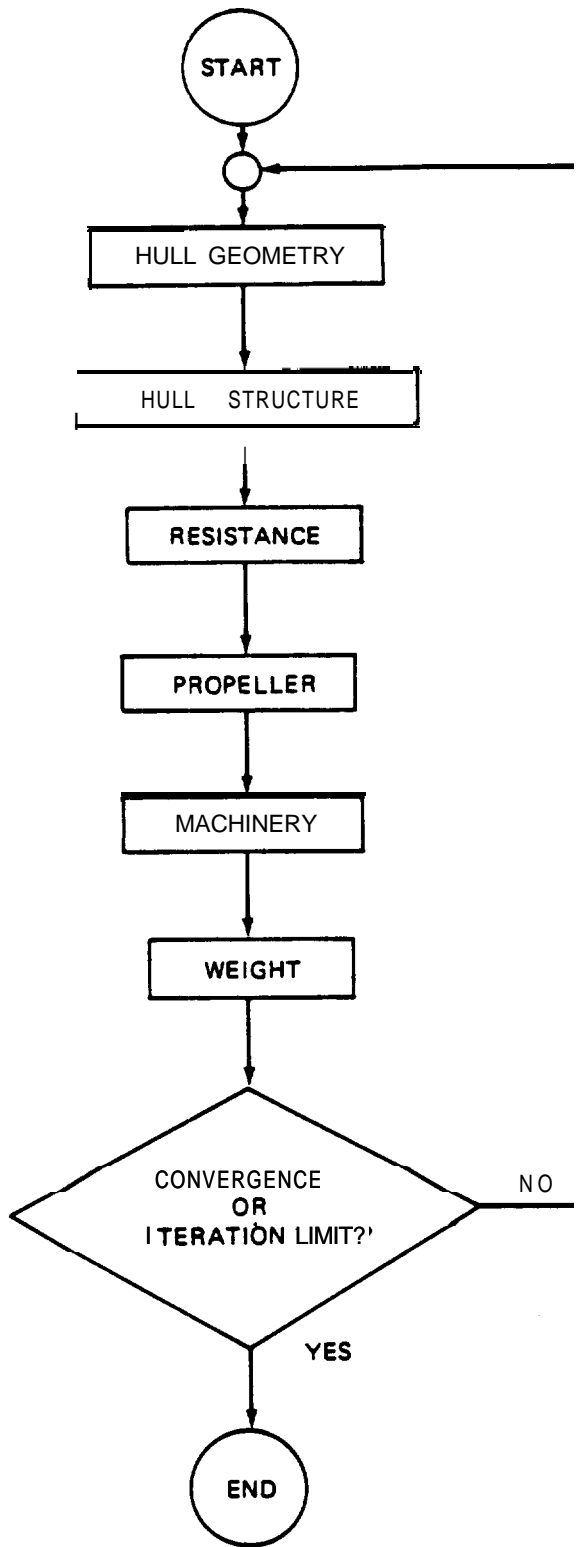 START
HULL GEOMETRY
HULL STRUCTURE
RESISTANCE
PROPELLER
MACHINERY
WEIGHT
CONVERGENCE
OR
ITERATION LIMIT?
NO
YES
END